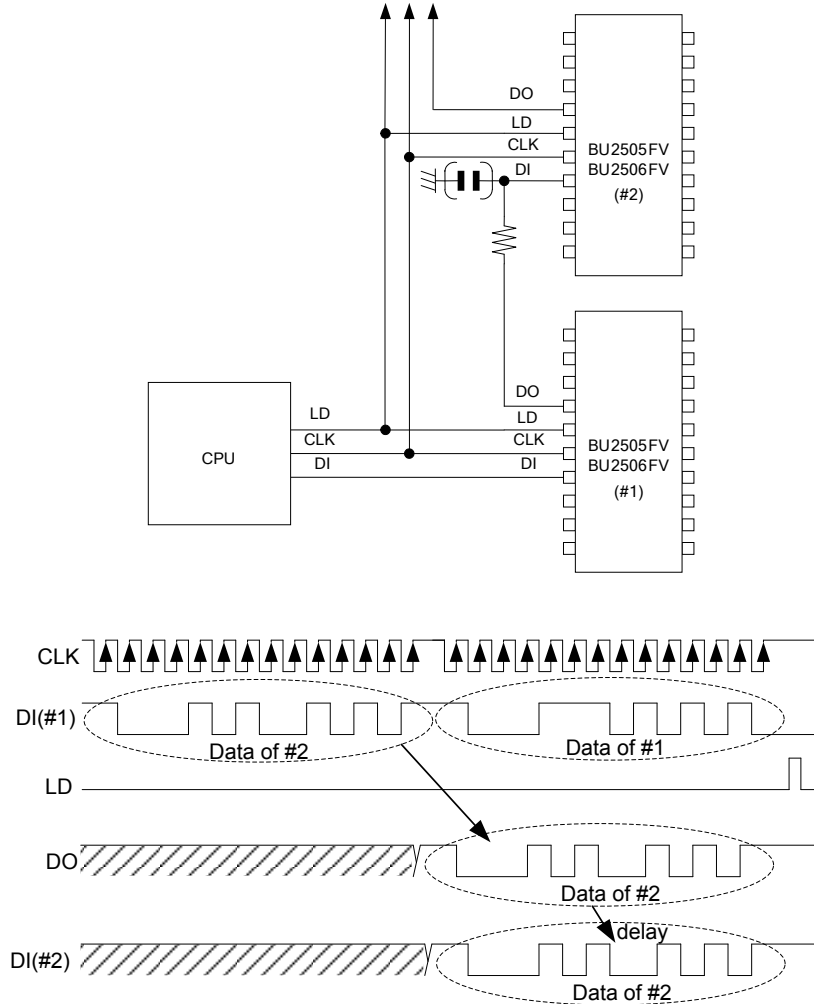 DO
LD
CLK
DI
BU2505FV
BU2506FV
(#2)
CPU
LD
CLK
DI
DO
LD
CLK
DI
BU2505FV
BU2506FV
(#1)
CLK
DI(#1)
Data of #2
Data of #1
LD
DO
Data of #2
delay
DI(#2)
Data of #2